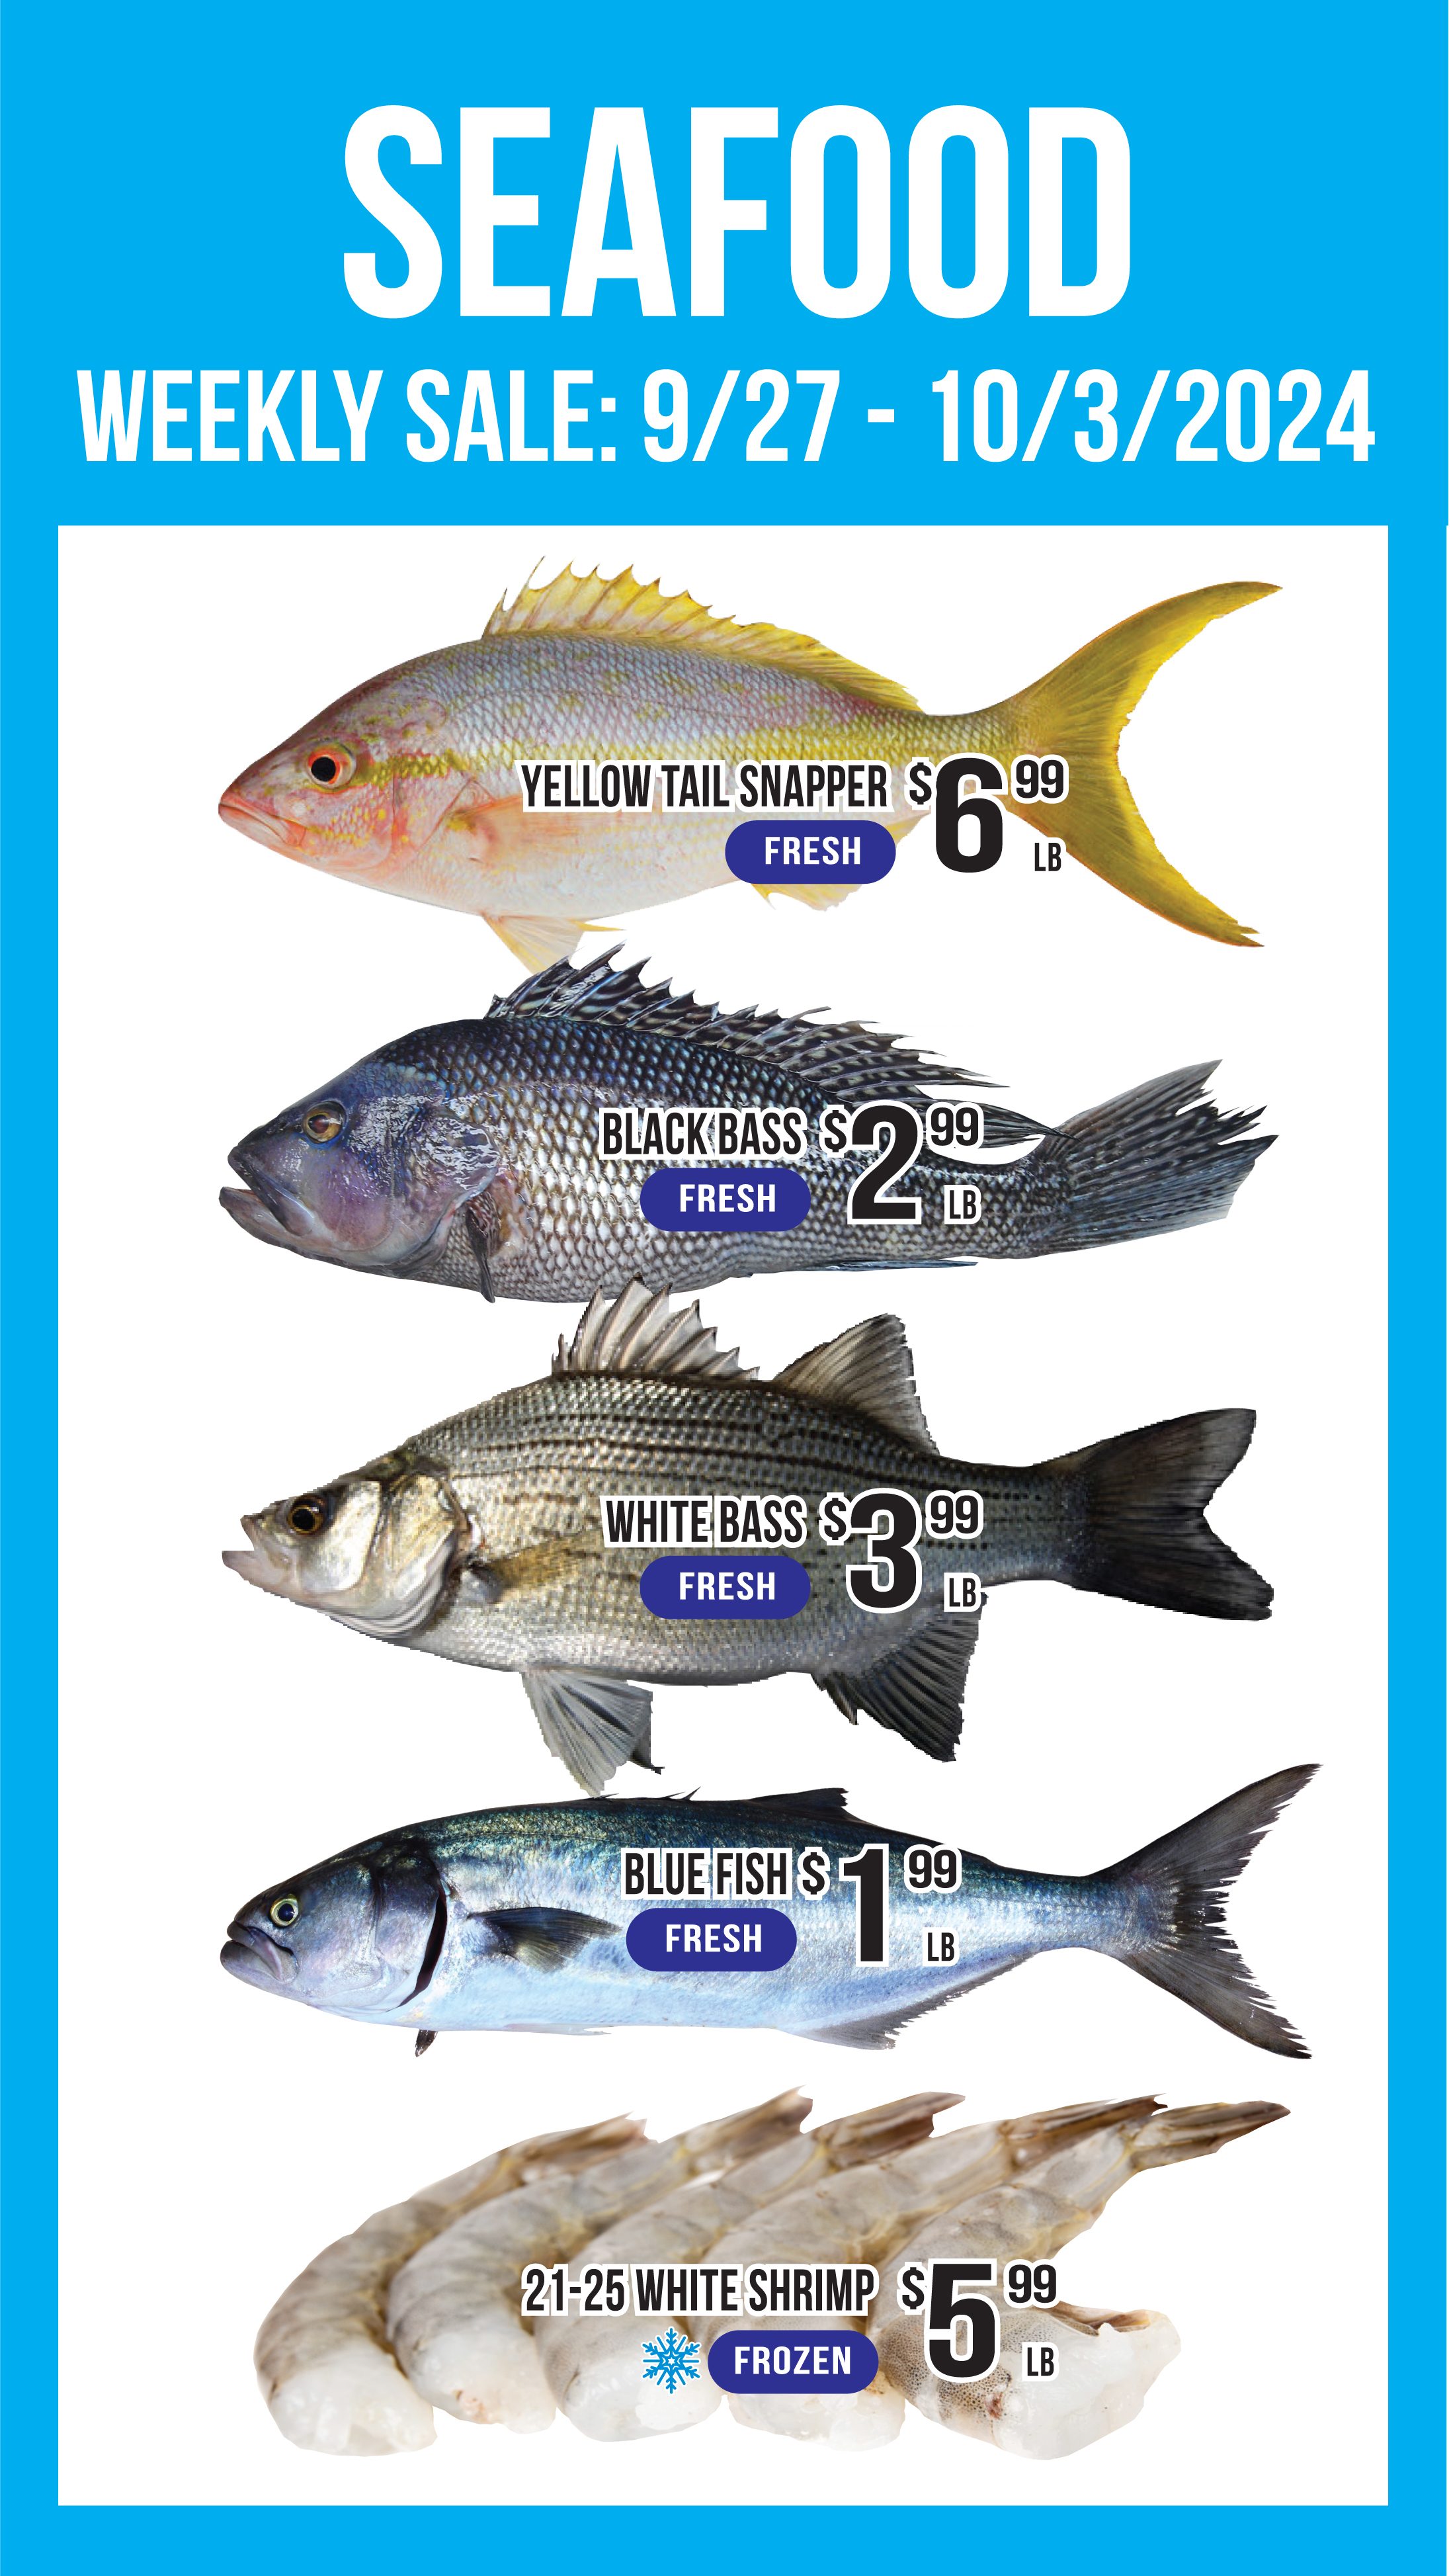 SEAFOOD
WEEKLY SALE: 9/27 - 10/3/2024
YELLOW TAIL SNAPPER $6 99 LB
FRESH
BLACK BASS $2 99 LB
FRESH
WHITE BASS $3 99 LB
FRESH
BLUE FISH $1 99 LB
FRESH
21-25 WHITE SHRIMP $5 99 LB
FROZEN